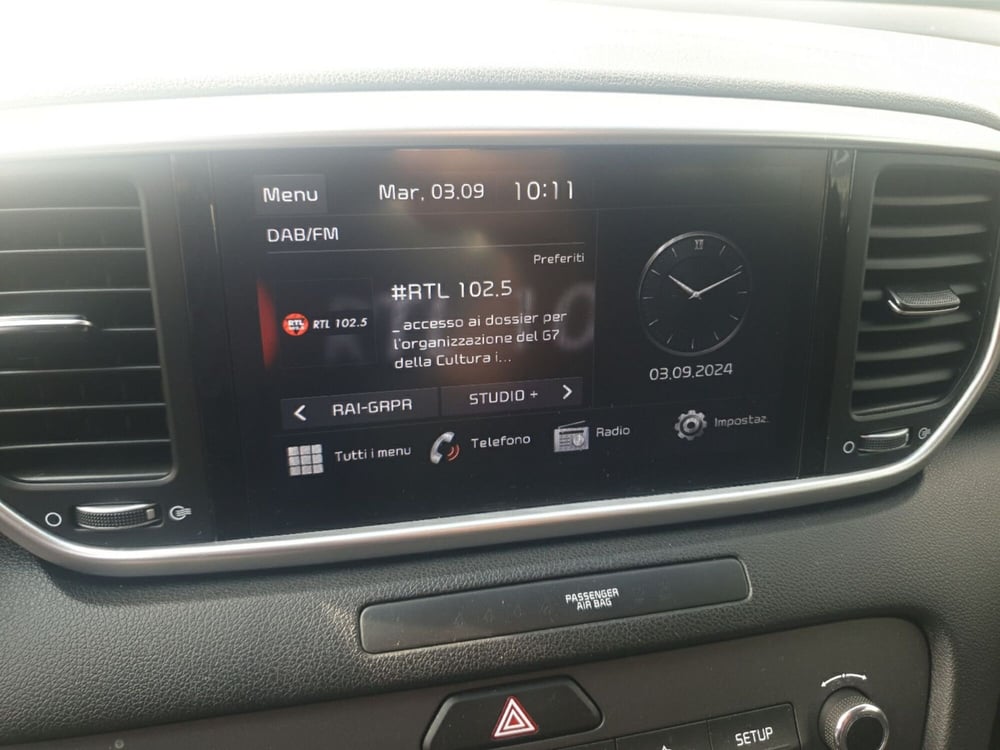 Menu
Mar, 03.09
10:11
DAB/FM
Preferiti
#RTL 102.5
RTL 102.5
_ accesso ai dossier per
l'organizzazione del G7
della Cultura i...
RAI-GRPR
STUDIO +
Tutti i menu
Telefono
Radio
Impostaz.
03.09.2024
PASSENGER
AIR BAG
SETUP